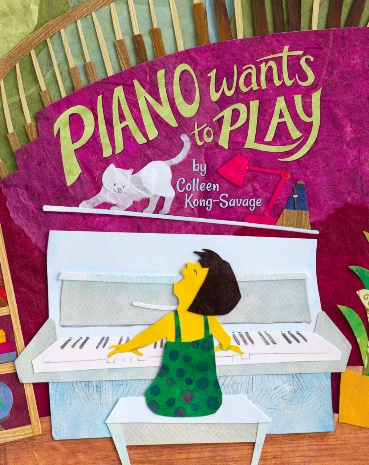 PIANO wants
to PLAY
by
Colleen
Kong-Savage